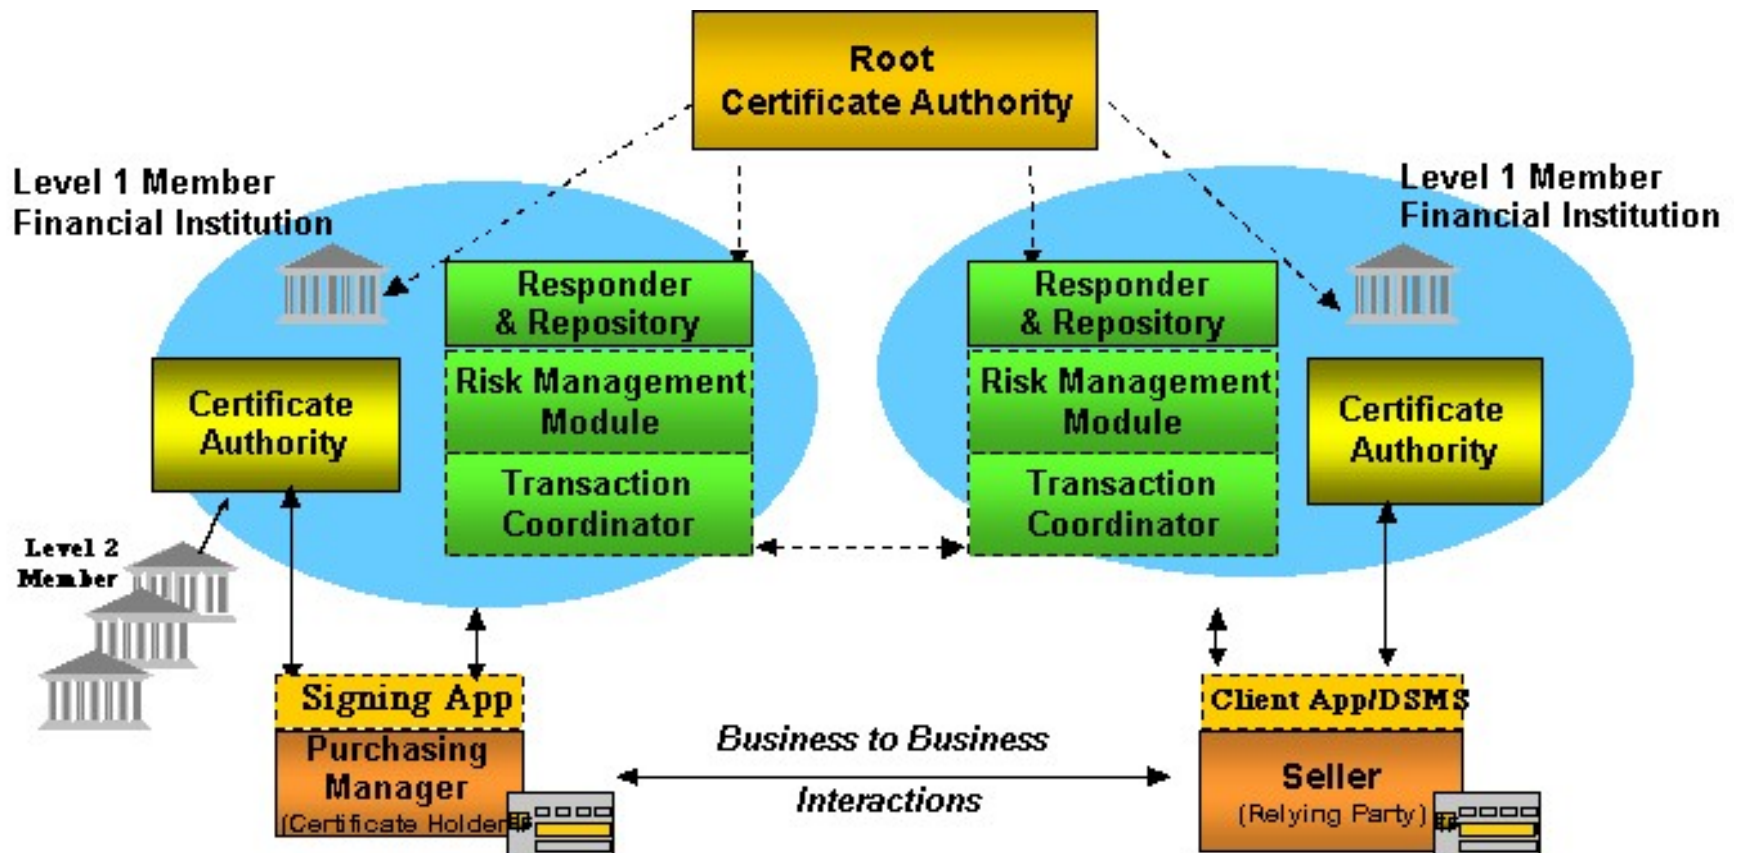 Root
Certificate Authority
Level 1 Member
Financial Institution
Level 1 Member
Financial Institution
Responder
& Repository
Risk Management
Module
Transaction
Coordinator
Responder
& Repository
Risk Management
Module
Transaction
Coordinator
Certificate
Authority
Certificate
Authority
Level 2
Member
Signing App
Purchasing
Manager
(Certificate Holder
Business to Business
Interactions
Client App/DSMS
Seller
(Relying Party)